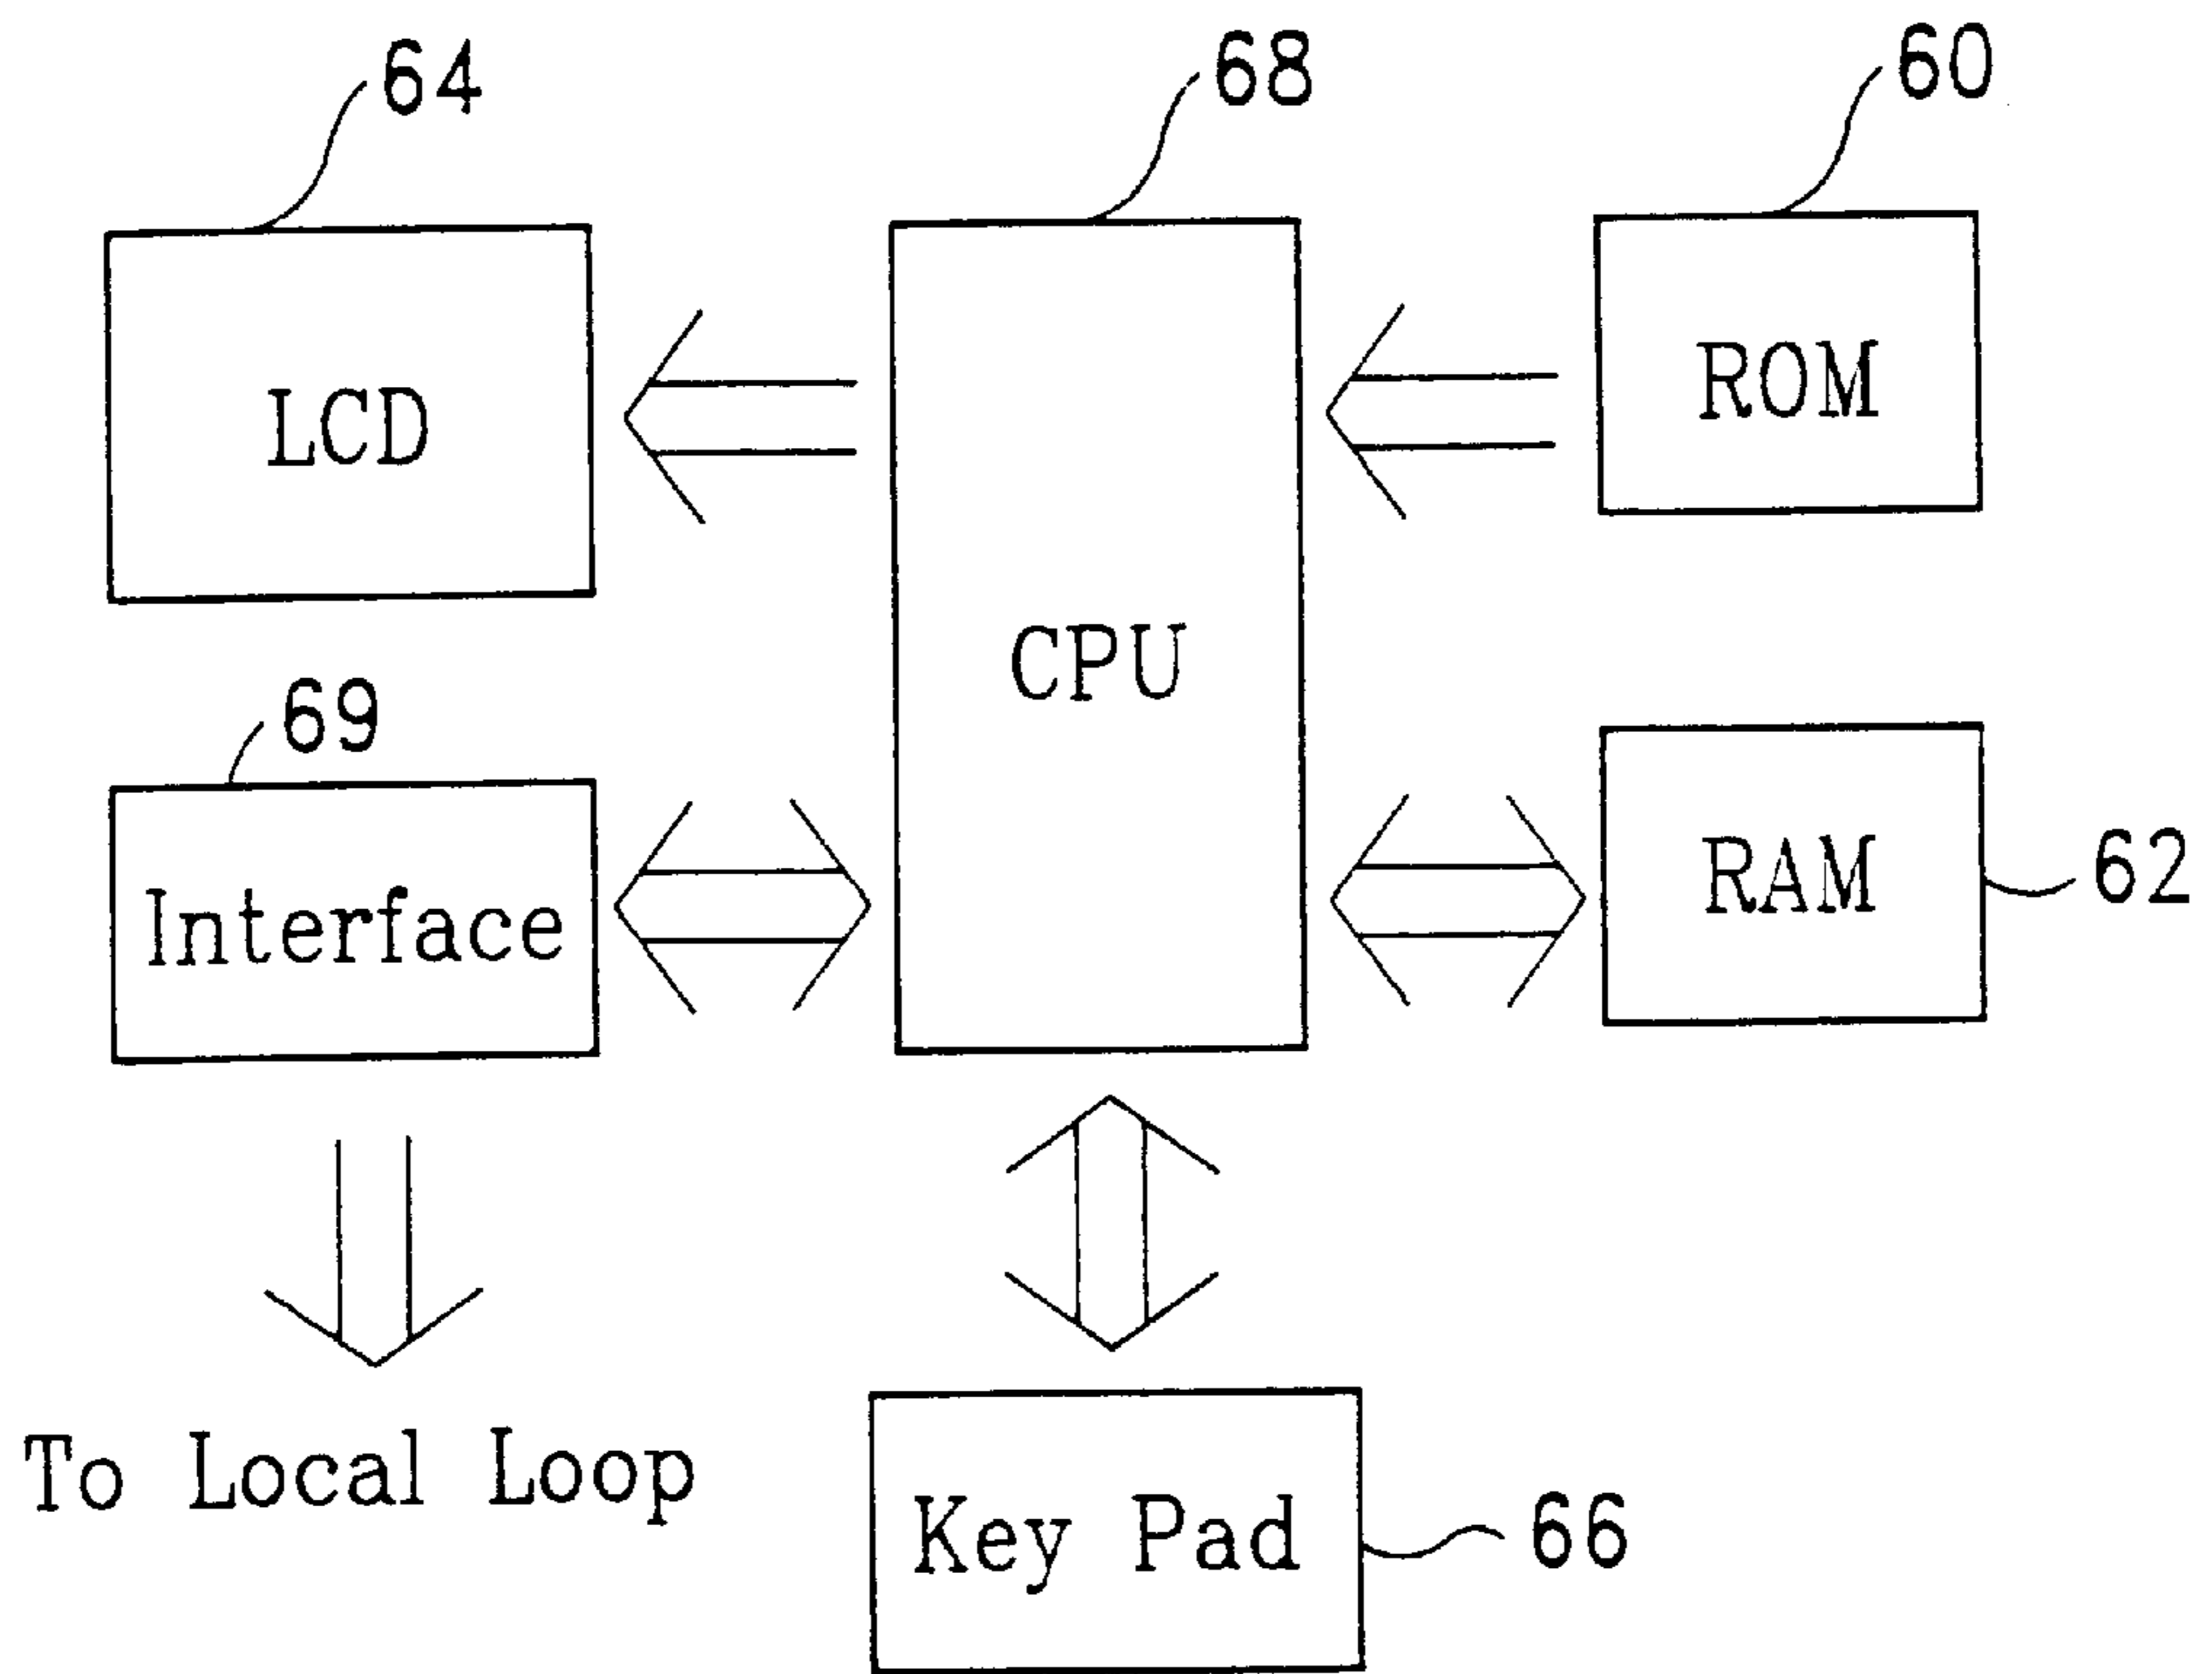 64
68
60
LCD
CPU
ROM
69
Interface
RAM
62
To Local Loop
Key Pad
66